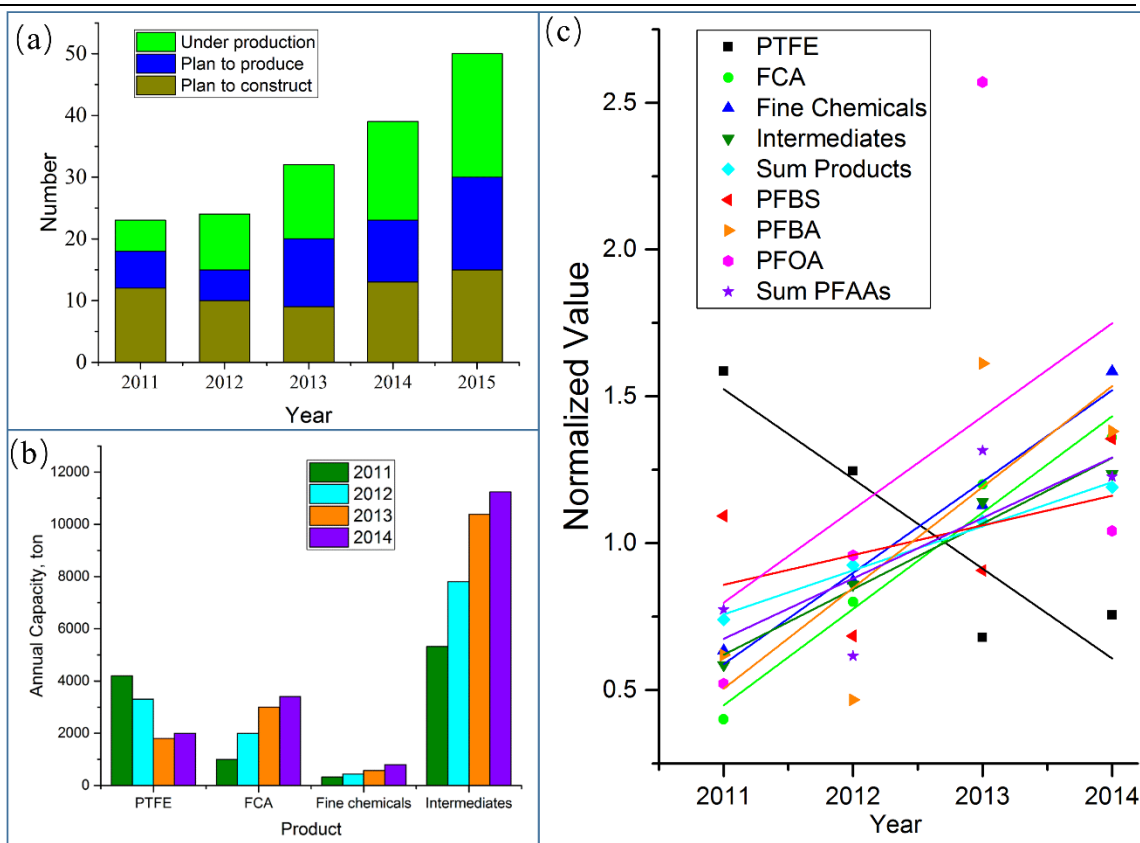 (a)
Under production
Plan to produce
Plan to construct
50
40
30
20
10
0
Number
2011 2012 2013 2014 2015
Year
(b)
2011
2012
2013
2014
12000
10000
8000
6000
4000
2000
0
Annual Capacity, ton
PTFE FCA Fine chemicals Intermediates
Product
(c)
PTFE
FCA
Fine Chemicals
Intermediates
Sum Products
PFBS
PFBA
PFOA
Sum PFAAs
2.5
2.0
1.5
1.0
0.5
Normalized Value
2011 2012 2013 2014
Year